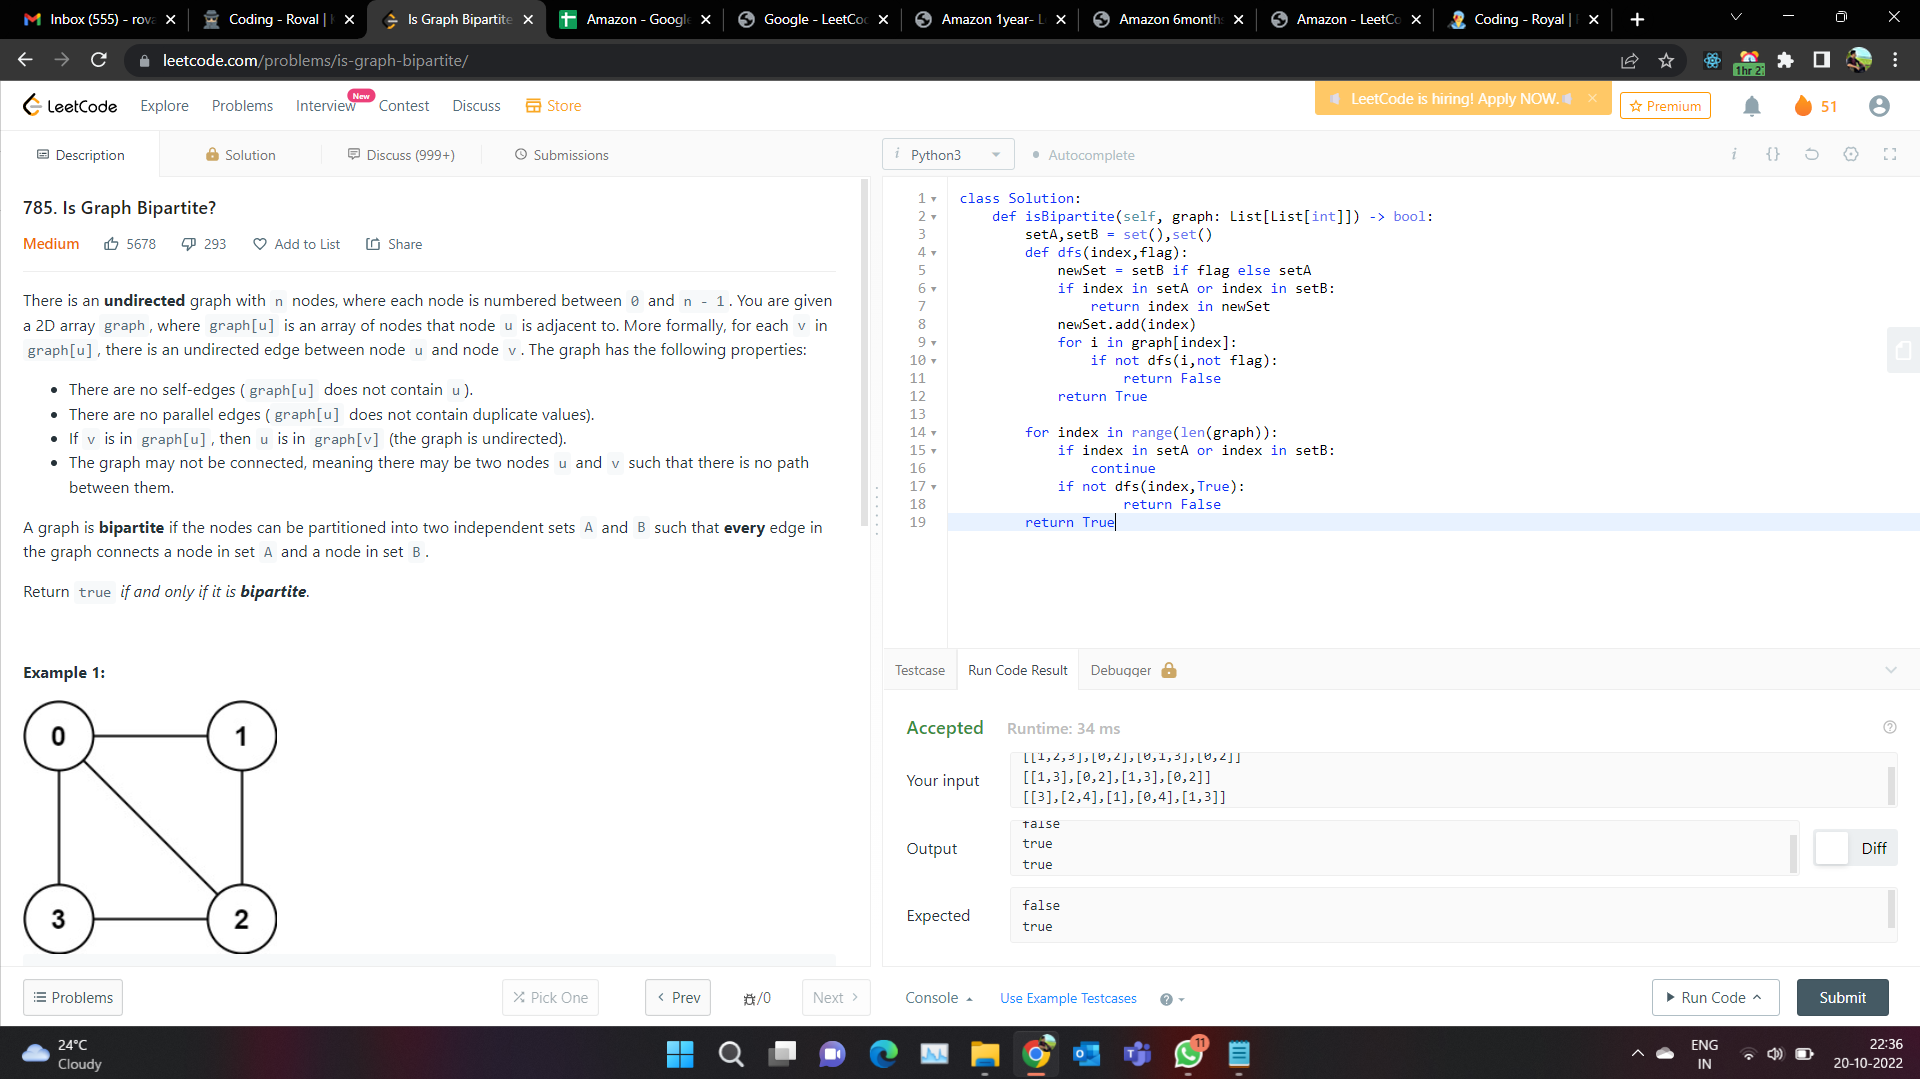 Inbox (555) - rova
Coding - Roval |
Is Graph Bipartite
Amazon - Google
Google - LeetCod
Amazon 1year- L
Amazon 6months
Amazon - LeetCo
Coding - Royal |
leetcode.com/problems/is-graph-bipartite/
1hr 2
LeetCode
Explore
Problems
Interview
New
Contest
Discuss
Store
LeetCode is hiring! Apply NOW.
Premium
51
Description
Solution
Discuss (999+)
Submissions
i Python3
Autocomplete
785. Is Graph Bipartite?
Medium 5678 293 Add to List Share
There is an undirected graph with n nodes, where each node is numbered between 0 and n - 1. You are given
a 2D array graph, where graph[u] is an array of nodes that node u is adjacent to. More formally, for each v in
graph[u], there is an undirected edge between node u and node v. The graph has the following properties:
• There are no self-edges (graph[u] does not contain u).
• There are no parallel edges (graph[u] does not contain duplicate values).
• If v is in graph[u], then u is in graph[v] (the graph is undirected).
• The graph may not be connected, meaning there may be two nodes u and v such that there is no path
between them.
A graph is bipartite if the nodes can be partitioned into two independent sets A and B such that every edge in
the graph connects a node in set A and a node in set B.
Return true if and only if it is bipartite.
Example 1:
0 1
3 2
1 class Solution:
2 def isBipartite(self, graph: List[List[int]]) -> bool:
3 setA,setB = set(),set()
4 def dfs(index,flag):
5 newSet = setB if flag else setA
6 if index in setA or index in setB:
7 return index in newSet
8 newSet.add(index)
9 for i in graph[index]:
10 if not dfs(i,not flag):
11 return False
12 return True
13
14 for index in range(len(graph)):
15 if index in setA or index in setB:
16 continue
17 if not dfs(index,True):
18 return False
19 return True
Testcase
Run Code Result
Debugger
Accepted Runtime: 34 ms
Your input
[[1,2,3],[0,2],[0,1,3],[0,2]]
[[1,3],[0,2],[1,3],[0,2]]
[[3],[2,4],[1],[0,4],[1,3]]
Output
false
true
true
Diff
Expected
false
true
Problems
Pick One
Prev
/0
Next
Console
Use Example Testcases
Run Code
Submit
24°C
Cloudy
11
ENG
IN
22:36
20-10-2022